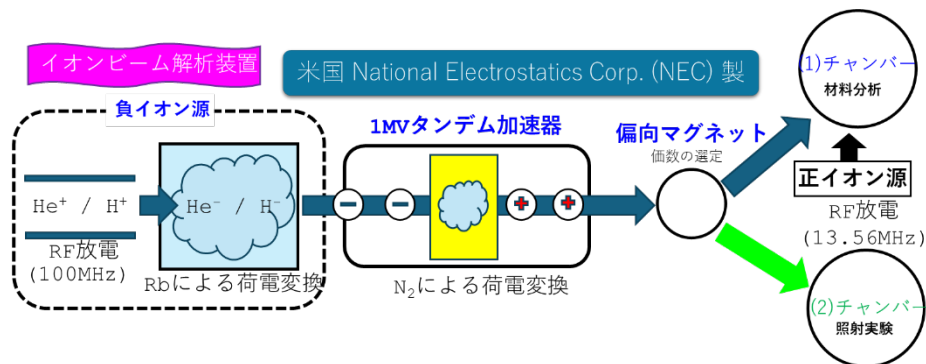 イオンビーム解析装置
米国 National Electrostatics Corp. (NEC) 製
負イオン源
He⁺ / H⁺
RF放電
(100MHz)
He⁻ / H⁻
Rbによる荷電変換
1MVタンデム加速器
− − + +
N₂による荷電変換
偏向マグネット
価数の選定
(1)チャンバー
材料分析
正イオン源
RF放電
(13.56MHz)
(2)チャンバー
照射実験